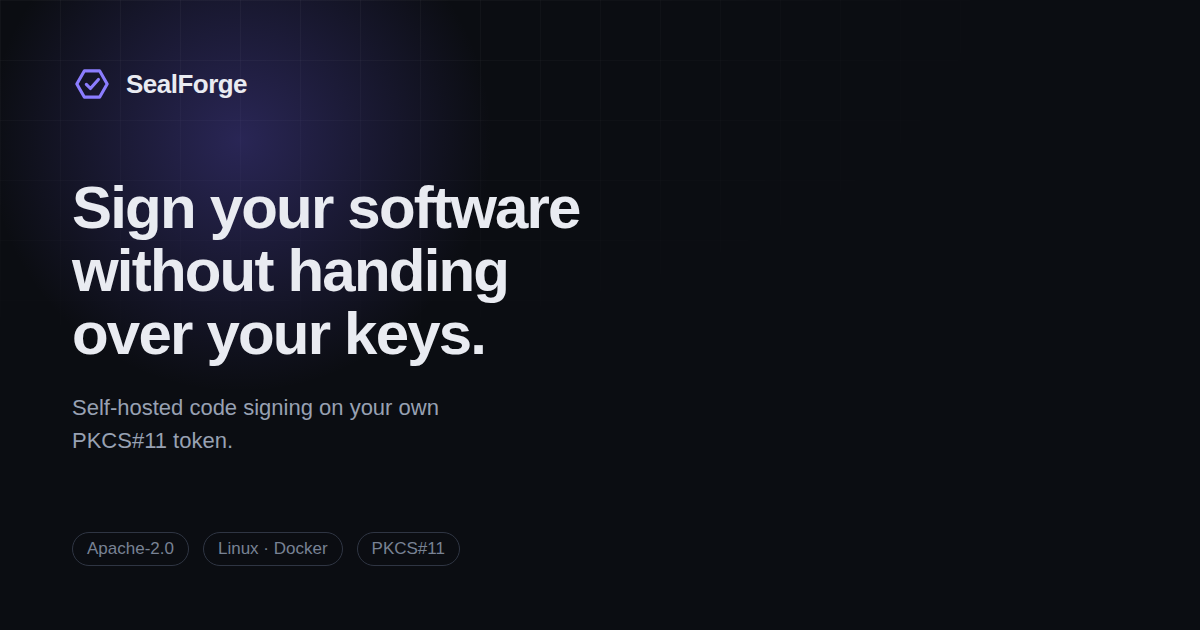 SealForge
Sign your software
without handing
over your keys.
Self-hosted code signing on your own
PKCS#11 token.
Apache-2.0
Linux · Docker
PKCS#11